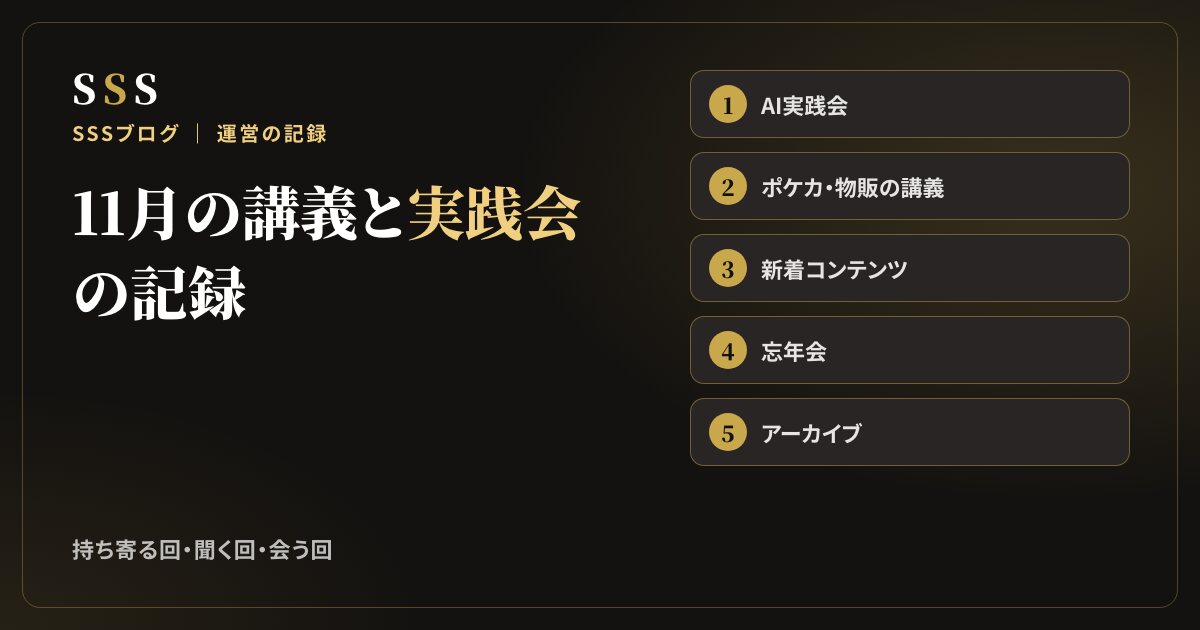 SSS
SSSブログ ｜ 運営の記録
11月の講義と実践会
の記録
1 AI実践会
2 ポケカ・物販の講義
3 新着コンテンツ
4 忘年会
5 アーカイブ
持ち寄る回・聞く回・会う回